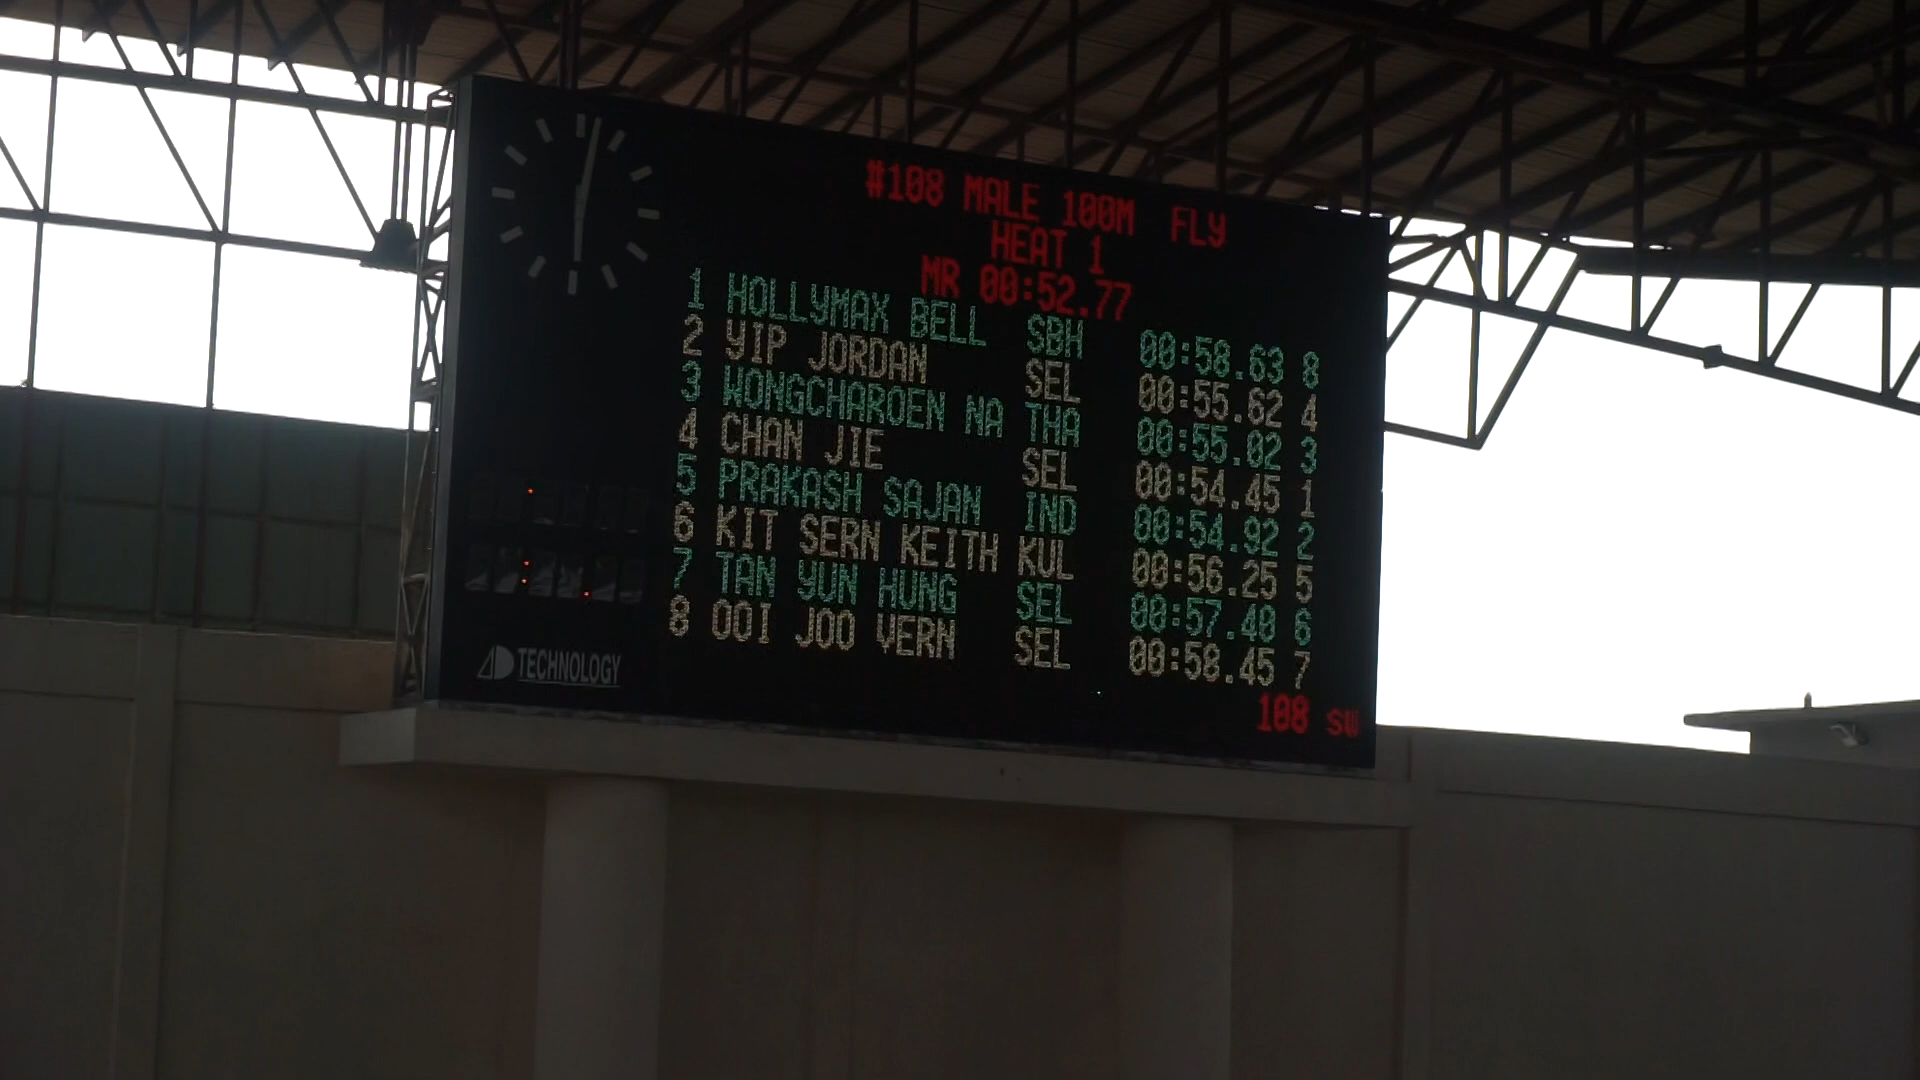 #108 MALE 100M FLY
HEAT 1
MR 00:52.77
1 HOLLYMAX BELL SBH 00:58.63 8
2 YIP JORDAN SEL 00:55.62 4
3 WONGCHAROEN NA THA 00:55.02 3
4 CHAN JIE SEL 00:54.45 1
5 PRAKASH SAJAN IND 00:54.92 2
6 KIT SERN KEITH KUL 00:56.25 5
7 TAN YUN HUNG SEL 00:57.40 6
8 OOI JOO VERN SEL 00:58.45 7
108 SW
AD TECHNOLOGY